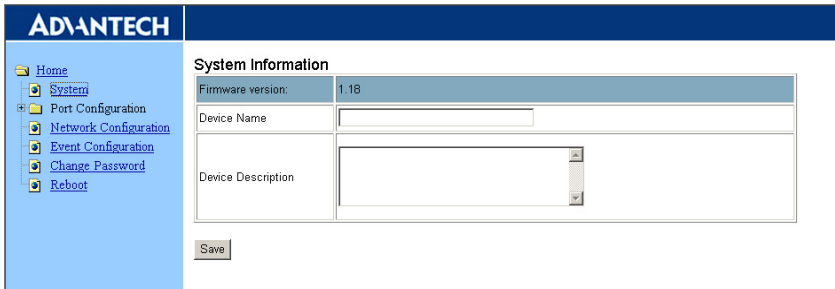 ADVANTECH
Home
System
Port Configuration
Network Configuration
Event Configuration
Change Password
Reboot
System Information
Firmware version: 1.18
Device Name
Device Description
Save